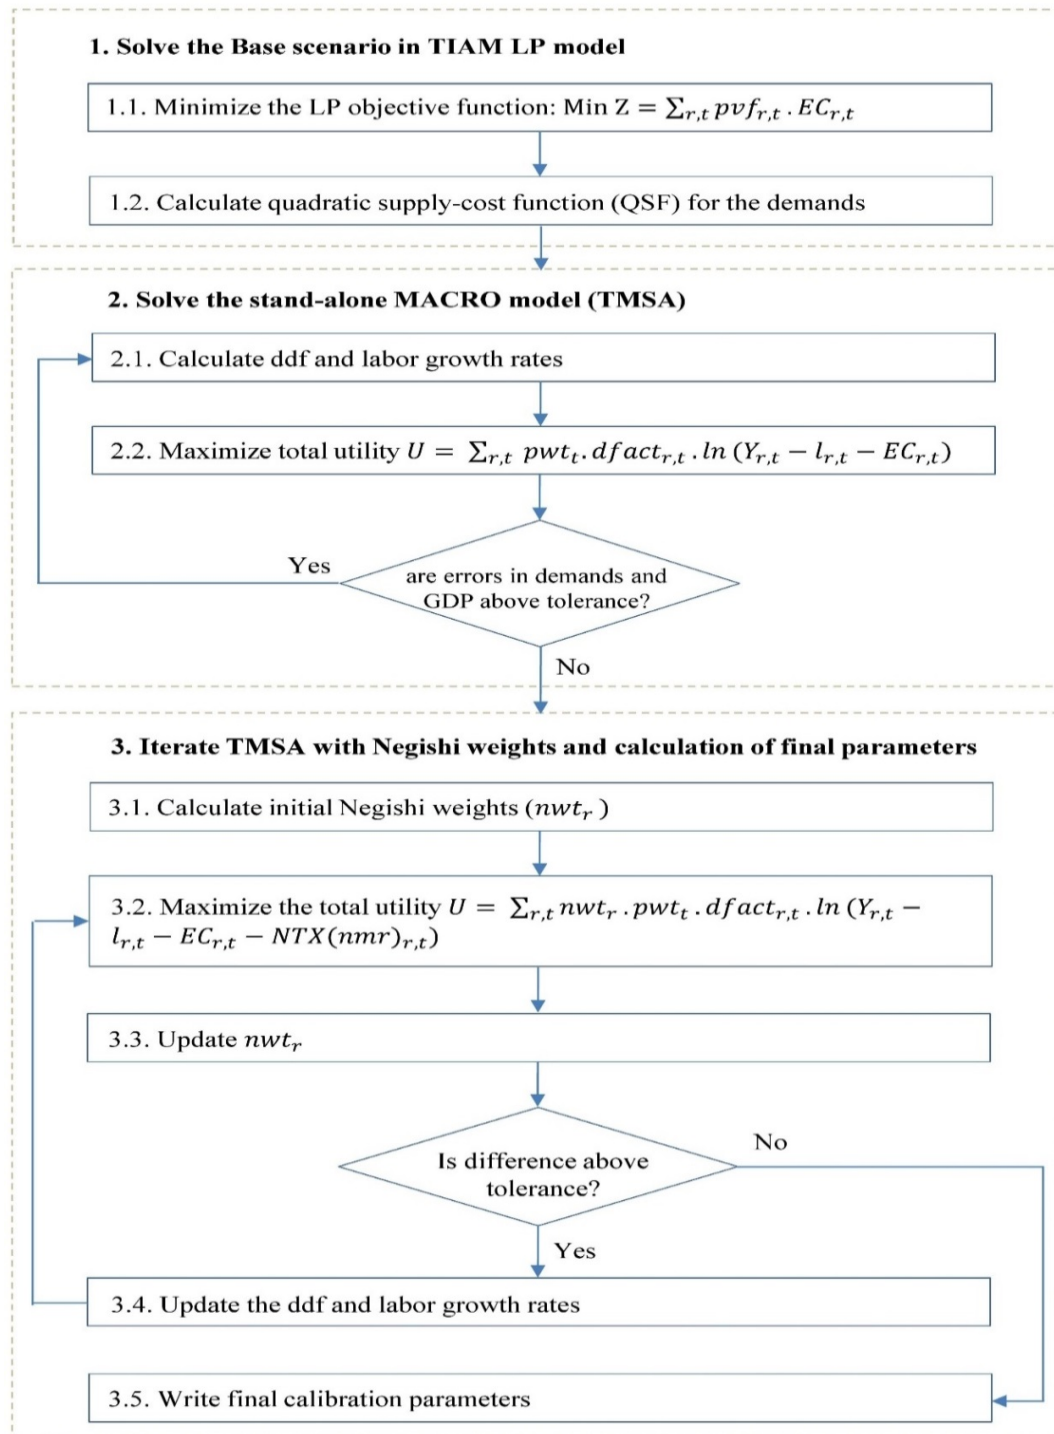 1. Solve the Base scenario in TIAM LP model
1.1. Minimize the LP objective function: Min Z = ∑r,t pvfr,t . ECr,t
1.2. Calculate quadratic supply-cost function (QSF) for the demands
2. Solve the stand-alone MACRO model (TMSA)
2.1. Calculate ddf and labor growth rates
2.2. Maximize total utility U = ∑r,t pwtt. dfactr,t . ln (Yr,t − lr,t − ECr,t)
Yes
are errors in demands and
GDP above tolerance?
No
3. Iterate TMSA with Negishi weights and calculation of final parameters
3.1. Calculate initial Negishi weights (nwtr )
3.2. Maximize the total utility U = ∑r,t nwtr . pwtt . dfactr,t . ln (Yr,t −
lr,t − ECr,t − NTX(nmr)r,t)
3.3. Update nwtr
No
Is difference above
tolerance?
Yes
3.4. Update the ddf and labor growth rates
3.5. Write final calibration parameters